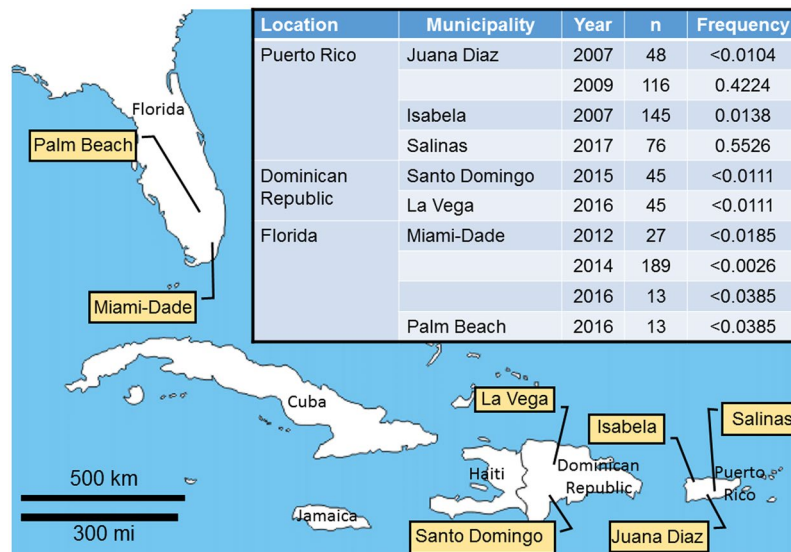 Location Municipality Year n Frequency
Puerto Rico Juana Diaz 2007 48 <0.0104
2009 116 0.4224
Isabela 2007 145 0.0138
Salinas 2017 76 0.5526
Dominican Republic Santo Domingo 2015 45 <0.0111
La Vega 2016 45 <0.0111
Florida Miami-Dade 2012 27 <0.0185
2014 189 <0.0026
2016 13 <0.0385
Palm Beach 2016 13 <0.0385
Florida
Palm Beach
Miami-Dade
Cuba
La Vega
Salinas
Isabela
Haiti
Dominican
Republic
Puerto
Rico
500 km
300 mi
Jamaica
Santo Domingo
Juana Diaz